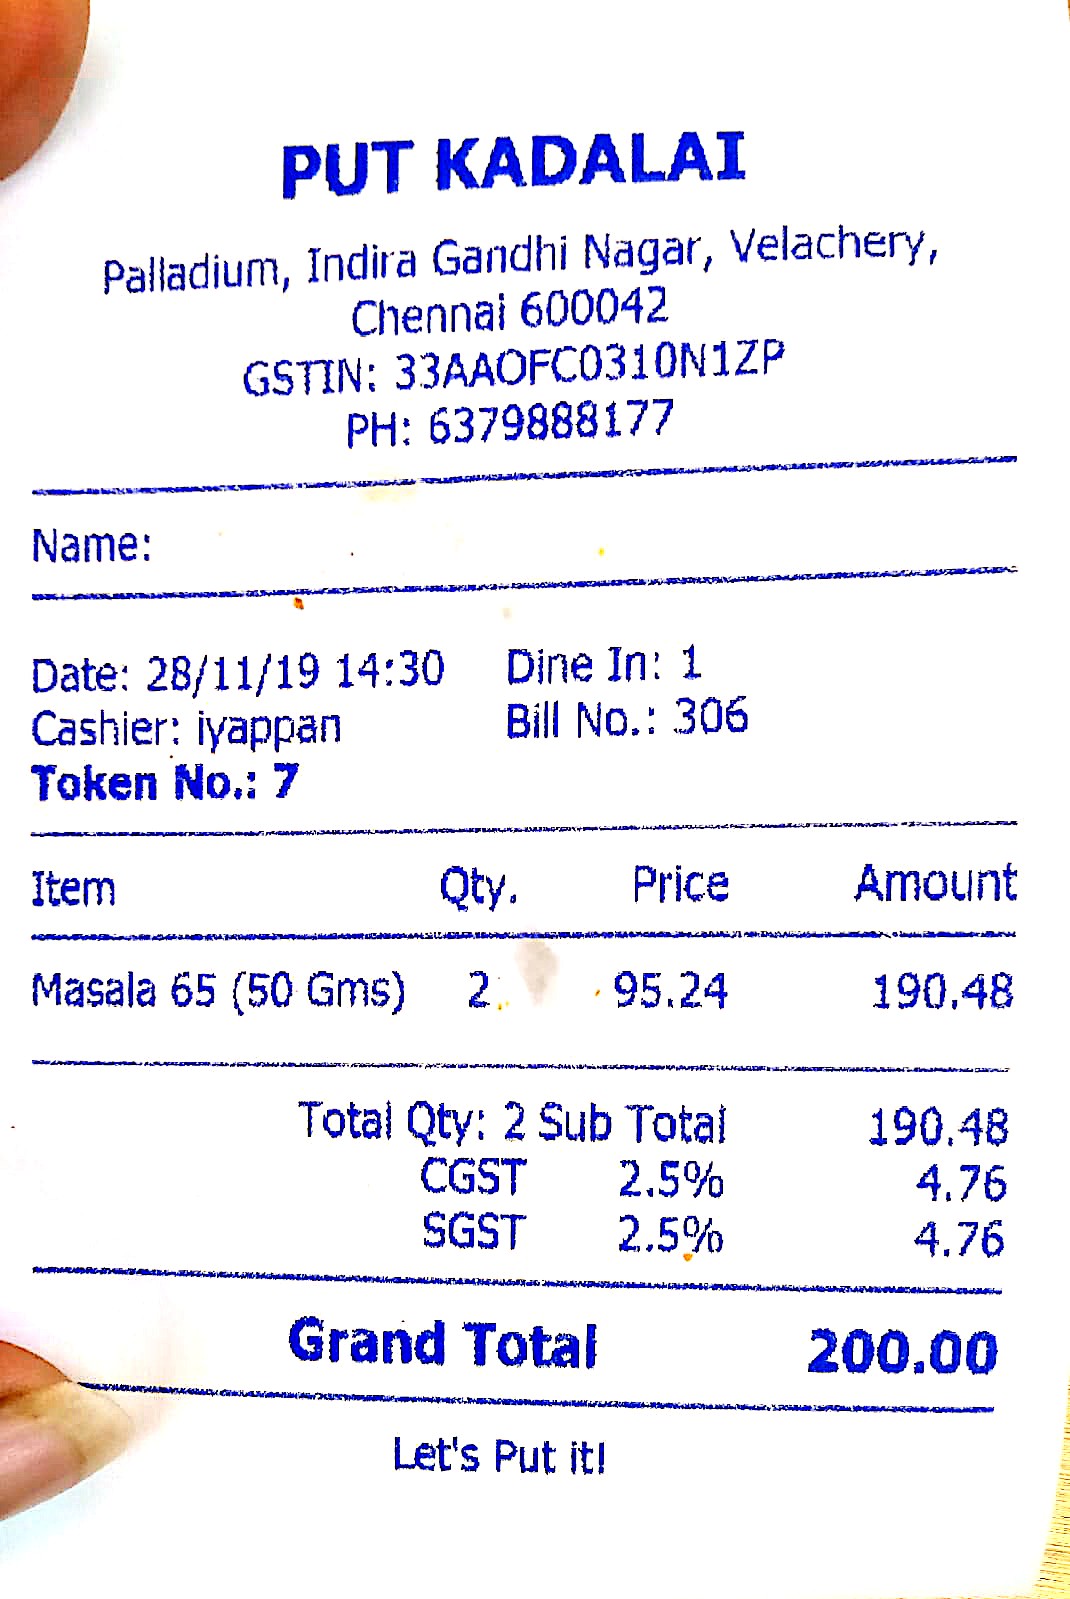 PUT KADALAI
Palladium, Indira Gandhi Nagar, Velachery,
Chennai 600042
GSTIN: 33AAOFC0310N1ZP
PH: 6379888177
Name:
Date: 28/11/19 14:30 Dine In: 1
Cashier: iyappan Bill No.: 306
Token No.: 7
Item Qty. Price Amount
Masala 65 (50 Gms) 2 95.24 190.48
Total Qty: 2 Sub Total 190.48
CGST 2.5% 4.76
SGST 2.5% 4.76
Grand Total 200.00
Let's Put it!